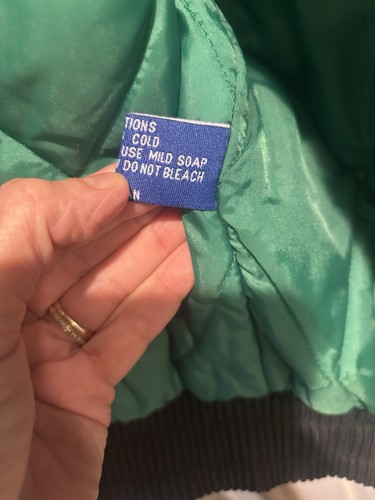 TIONS
COLD
USE MILD SOAP
DO NOT BLEACH
N